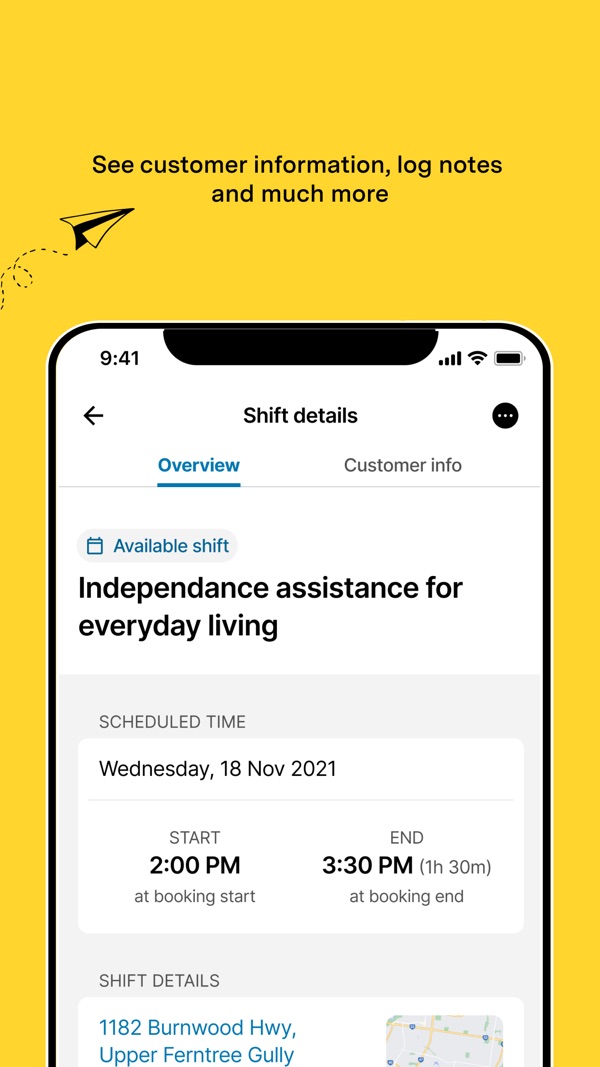 See customer information, log notes
and much more
9:41
Shift details
Overview
Customer info
Available shift
Independance assistance for
everyday living
SCHEDULED TIME
Wednesday, 18 Nov 2021
START
2:00 PM
at booking start
END
3:30 PM (1h 30m)
at booking end
SHIFT DETAILS
1182 Burnwood Hwy,
Upper Ferntree Gully